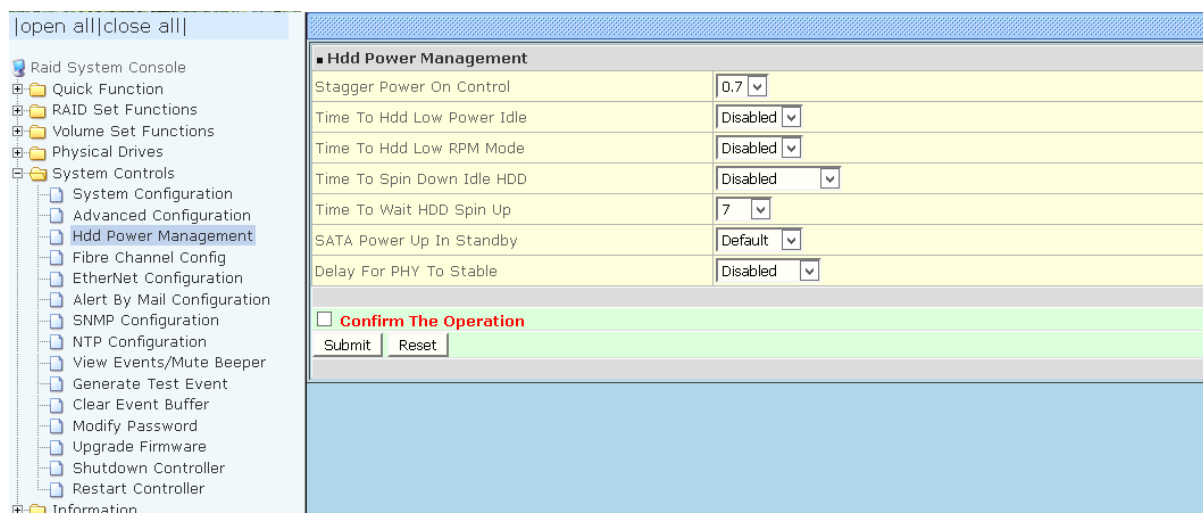 |open all|close all|
Raid System Console
Quick Function
RAID Set Functions
Volume Set Functions
Physical Drives
System Controls
System Configuration
Advanced Configuration
Hdd Power Management
Fibre Channel Config
EtherNet Configuration
Alert By Mail Configuration
SNMP Configuration
NTP Configuration
View Events/Mute Beeper
Generate Test Event
Clear Event Buffer
Modify Password
Upgrade Firmware
Shutdown Controller
Restart Controller
Information
Hdd Power Management
Stagger Power On Control 0.7
Time To Hdd Low Power Idle Disabled
Time To Hdd Low RPM Mode Disabled
Time To Spin Down Idle HDD Disabled
Time To Wait HDD Spin Up 7
SATA Power Up In Standby Default
Delay For PHY To Stable Disabled
Confirm The Operation
Submit Reset